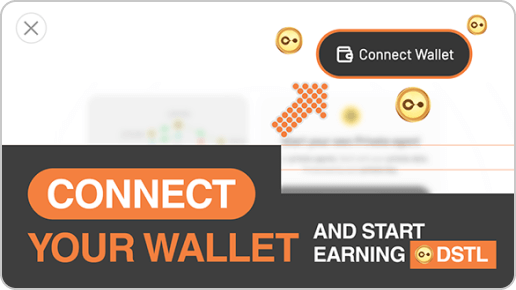 Connect Wallet
CONNECT
YOUR WALLET
AND START
EARNING DSTL